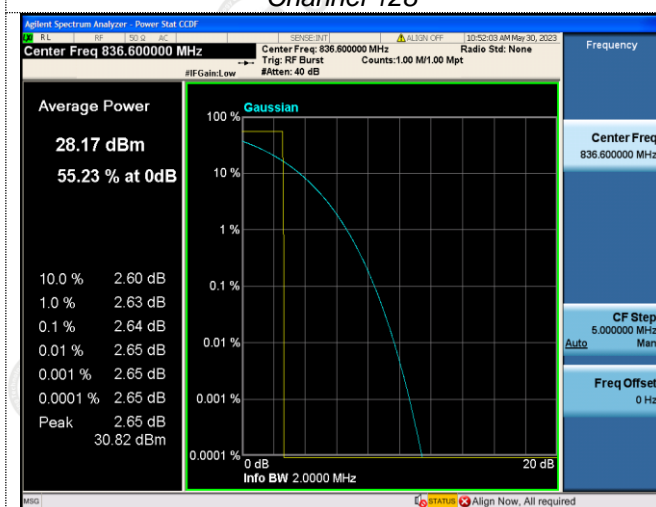 Channel 128
Agilent Spectrum Analyzer - Power Stat CCDF
RL RF 50 Ω AC SENSE:INT ALIGN OFF 10:52:03 AM May 30, 2023
Center Freq 836.600000 MHz
Center Freq: 836.600000 MHz Radio Std: None
Trig: RF Burst Counts:1.00 M/1.00 Mpt
#IFGain:Low #Atten: 40 dB
Frequency
Average Power
28.17 dBm
55.23 % at 0dB
10.0 % 2.60 dB
1.0 % 2.63 dB
0.1 % 2.64 dB
0.01 % 2.65 dB
0.001 % 2.65 dB
0.0001 % 2.65 dB
Peak 2.65 dB
30.82 dBm
Gaussian
100 %
10 %
1 %
0.1 %
0.01 %
0.001 %
0.0001 %
0 dB 20 dB
Info BW 2.0000 MHz
Center Freq
836.600000 MHz
CF Step
5.000000 MHz
Auto Man
Freq Offset
0 Hz
MSG STATUS Align Now, All required